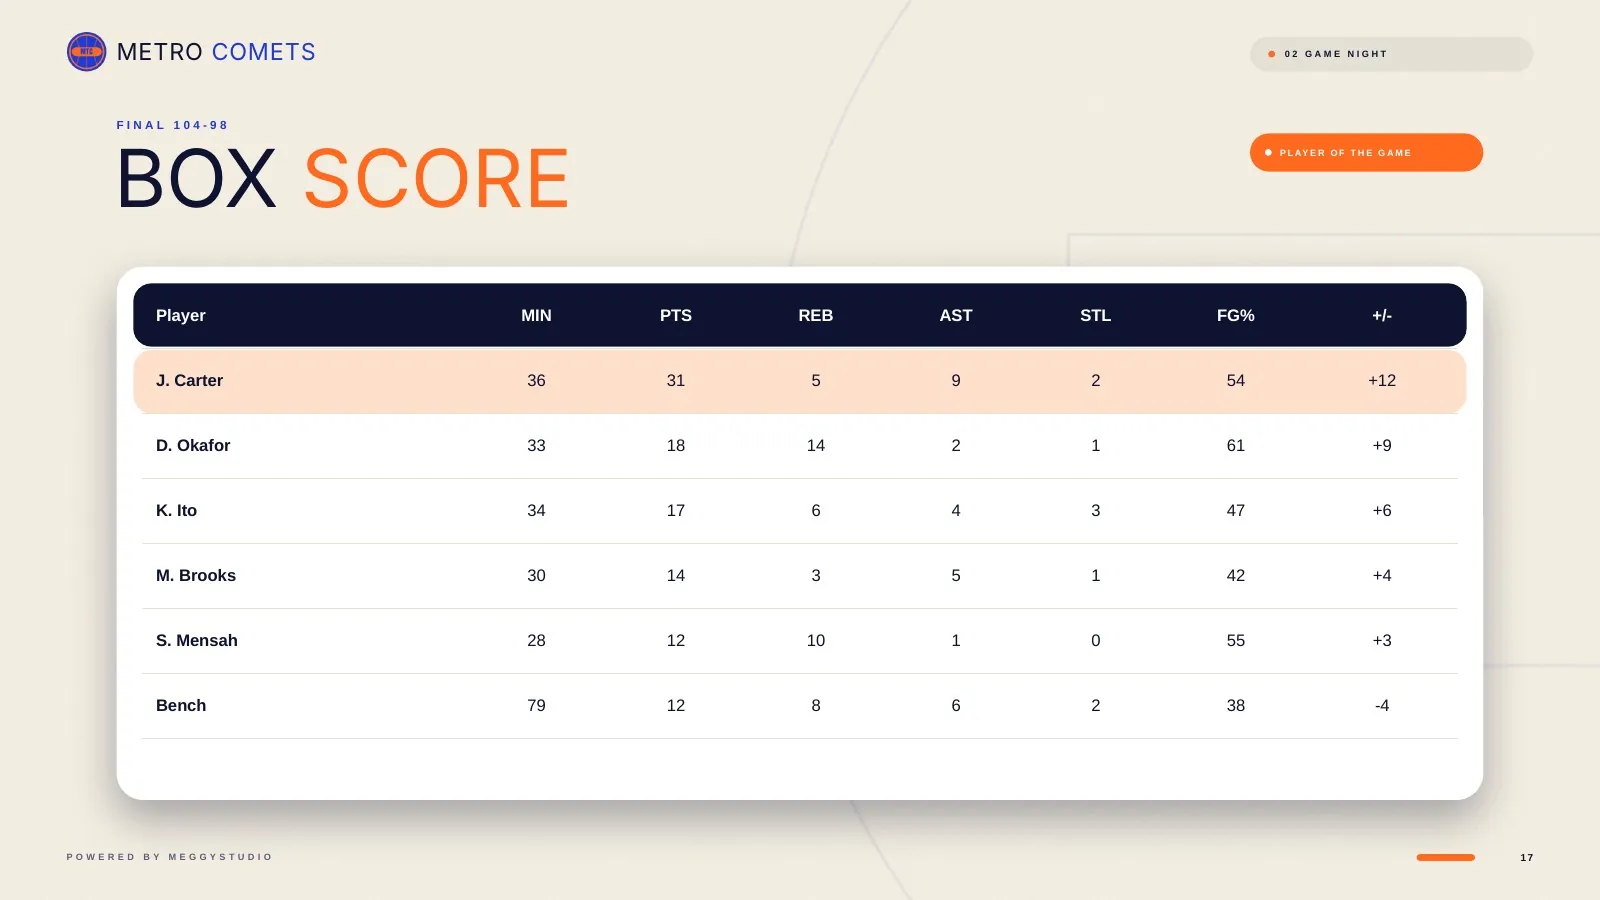 MTC
METRO COMETS
02 GAME NIGHT
FINAL 104-98
BOX SCORE
PLAYER OF THE GAME
Player MIN PTS REB AST STL FG% +/-
J. Carter 36 31 5 9 2 54 +12
D. Okafor 33 18 14 2 1 61 +9
K. Ito 34 17 6 4 3 47 +6
M. Brooks 30 14 3 5 1 42 +4
S. Mensah 28 12 10 1 0 55 +3
Bench 79 12 8 6 2 38 -4
POWERED BY MEGGYSTUDIO
17